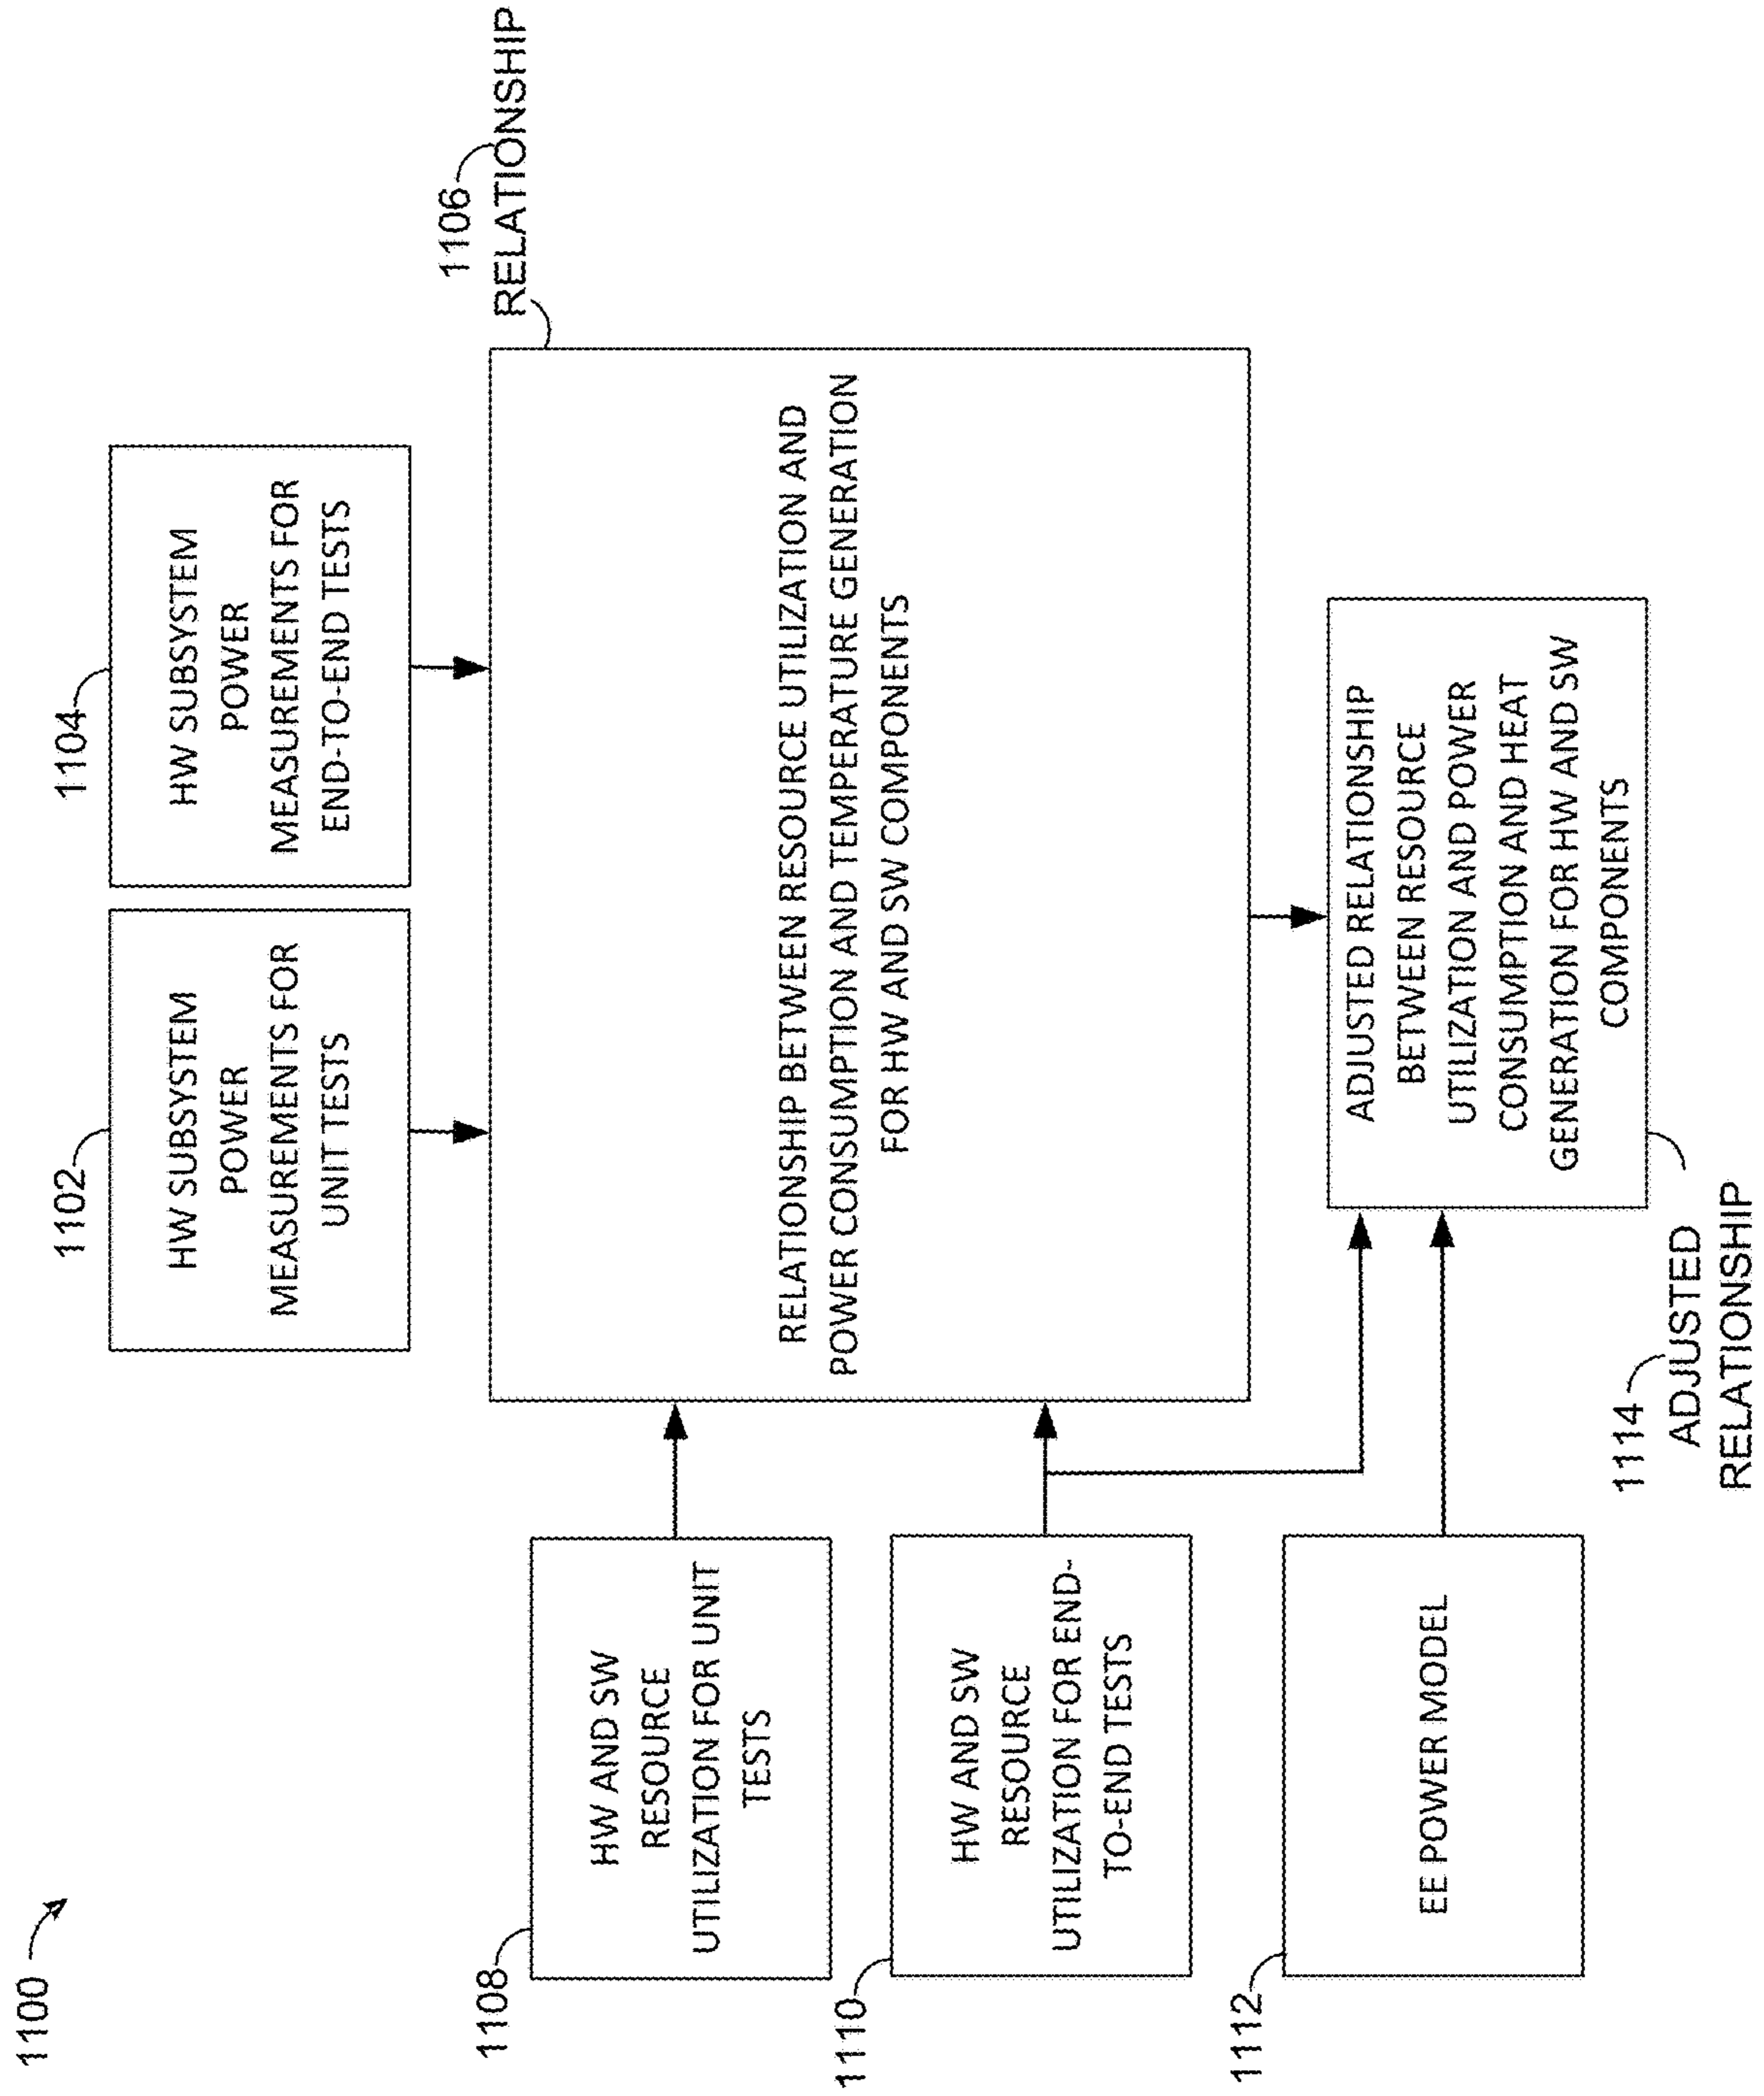 1100
1102
HW SUBSYSTEM
POWER
MEASUREMENTS FOR
UNIT TESTS
1104
HW SUBSYSTEM
POWER
MEASUREMENTS FOR
END-TO-END TESTS
1106
RELATIONSHIP
1108
HW AND SW
RESOURCE
UTILIZATION FOR UNIT
TESTS
RELATIONSHIP BETWEEN RESOURCE UTILIZATION AND
POWER CONSUMPTION AND TEMPERATURE GENERATION
FOR HW AND SW COMPONENTS
1110
HW AND SW
RESOURCE
UTILIZATION FOR END-
TO-END TESTS
1112
EE POWER MODEL
ADJUSTED RELATIONSHIP
BETWEEN RESOURCE
UTILIZATION AND POWER
CONSUMPTION AND HEAT
GENERATION FOR HW AND SW
COMPONENTS
1114
ADJUSTED
RELATIONSHIP